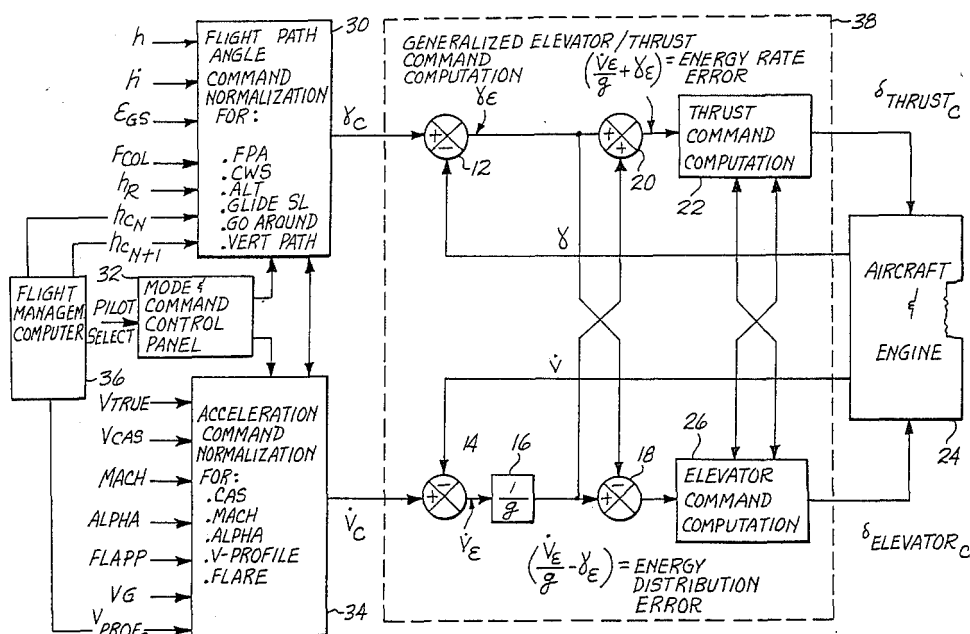 30
38
h
ḣ
εGS
FCOL
hR
hCN
hCN+1
FLIGHT PATH
ANGLE
COMMAND
NORMALIZATION
FOR:
.FPA
.CWS
.ALT
.GLIDE SL
.GO AROUND
.VERT PATH
γC
GENERALIZED ELEVATOR/THRUST
COMMAND
COMPUTATION
γε
+
-
12
(V̇ε/g + γε) = ENERGY RATE
ERROR
+
+
20
THRUST
COMMAND
COMPUTATION
22
δTHRUSTC
γ
FLIGHT
MANAGEM.
COMPUTER
36
PILOT
SELECT
32
MODE &
COMMAND
CONTROL
PANEL
AIRCRAFT
&
ENGINE
24
V̇
VTRUE
VCAS
MACH
ALPHA
FLAPP
VG
VPROF.
ACCELERATION
COMMAND
NORMALIZATION
FOR:
.CAS
.MACH
.ALPHA
.V-PROFILE
.FLARE
34
V̇C
14
+
-
V̇ε
16
1/g
+
-
18
26
ELEVATOR
COMMAND
COMPUTATION
δELEVATORC
(V̇ε/g - γε) = ENERGY
DISTRIBUTION
ERROR